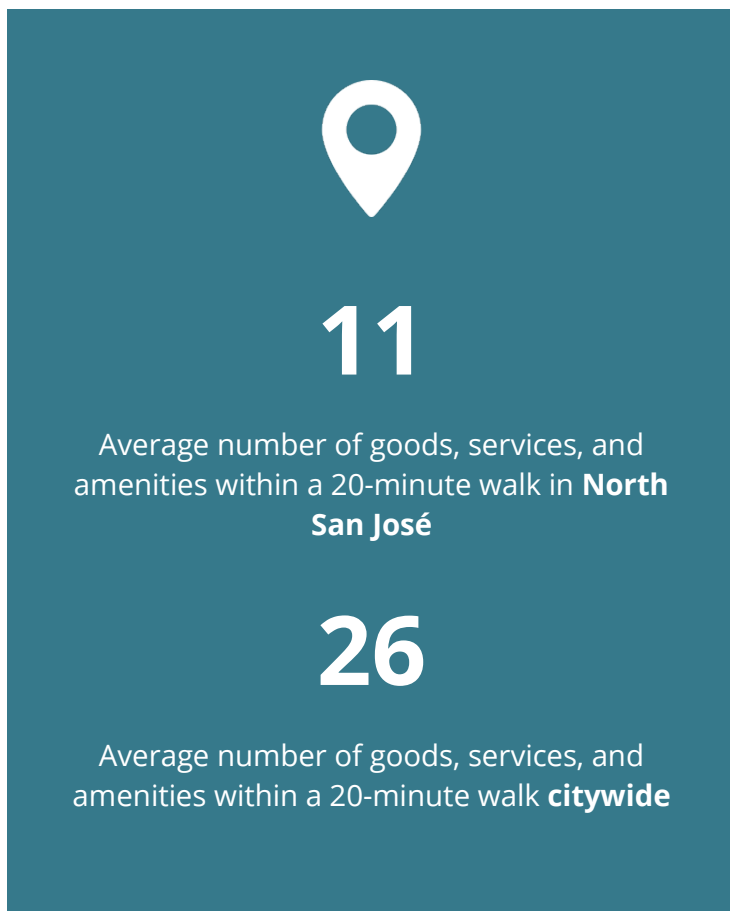 11
Average number of goods, services, and
amenities within a 20-minute walk in North
San José
26
Average number of goods, services, and
amenities within a 20-minute walk citywide